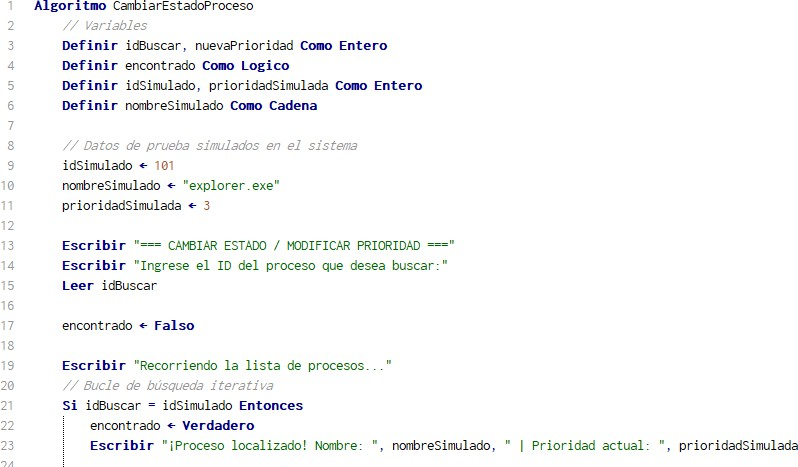 1 Algoritmo CambiarEstadoProceso
2 // Variables
3 Definir idBuscar, nuevaPrioridad Como Entero
4 Definir encontrado Como Logico
5 Definir idSimulado, prioridadSimulada Como Entero
6 Definir nombreSimulado Como Cadena
7
8 // Datos de prueba simulados en el sistema
9 idSimulado ← 101
10 nombreSimulado ← "explorer.exe"
11 prioridadSimulada ← 3
12
13 Escribir "=== CAMBIAR ESTADO / MODIFICAR PRIORIDAD ==="
14 Escribir "Ingrese el ID del proceso que desea buscar:"
15 Leer idBuscar
16
17 encontrado ← Falso
18
19 Escribir "Recorriendo la lista de procesos..."
20 // Bucle de búsqueda iterativa
21 Si idBuscar = idSimulado Entonces
22 encontrado ← Verdadero
23 Escribir "¡Proceso localizado! Nombre: ", nombreSimulado, " | Prioridad actual: ", prioridadSimulada
24